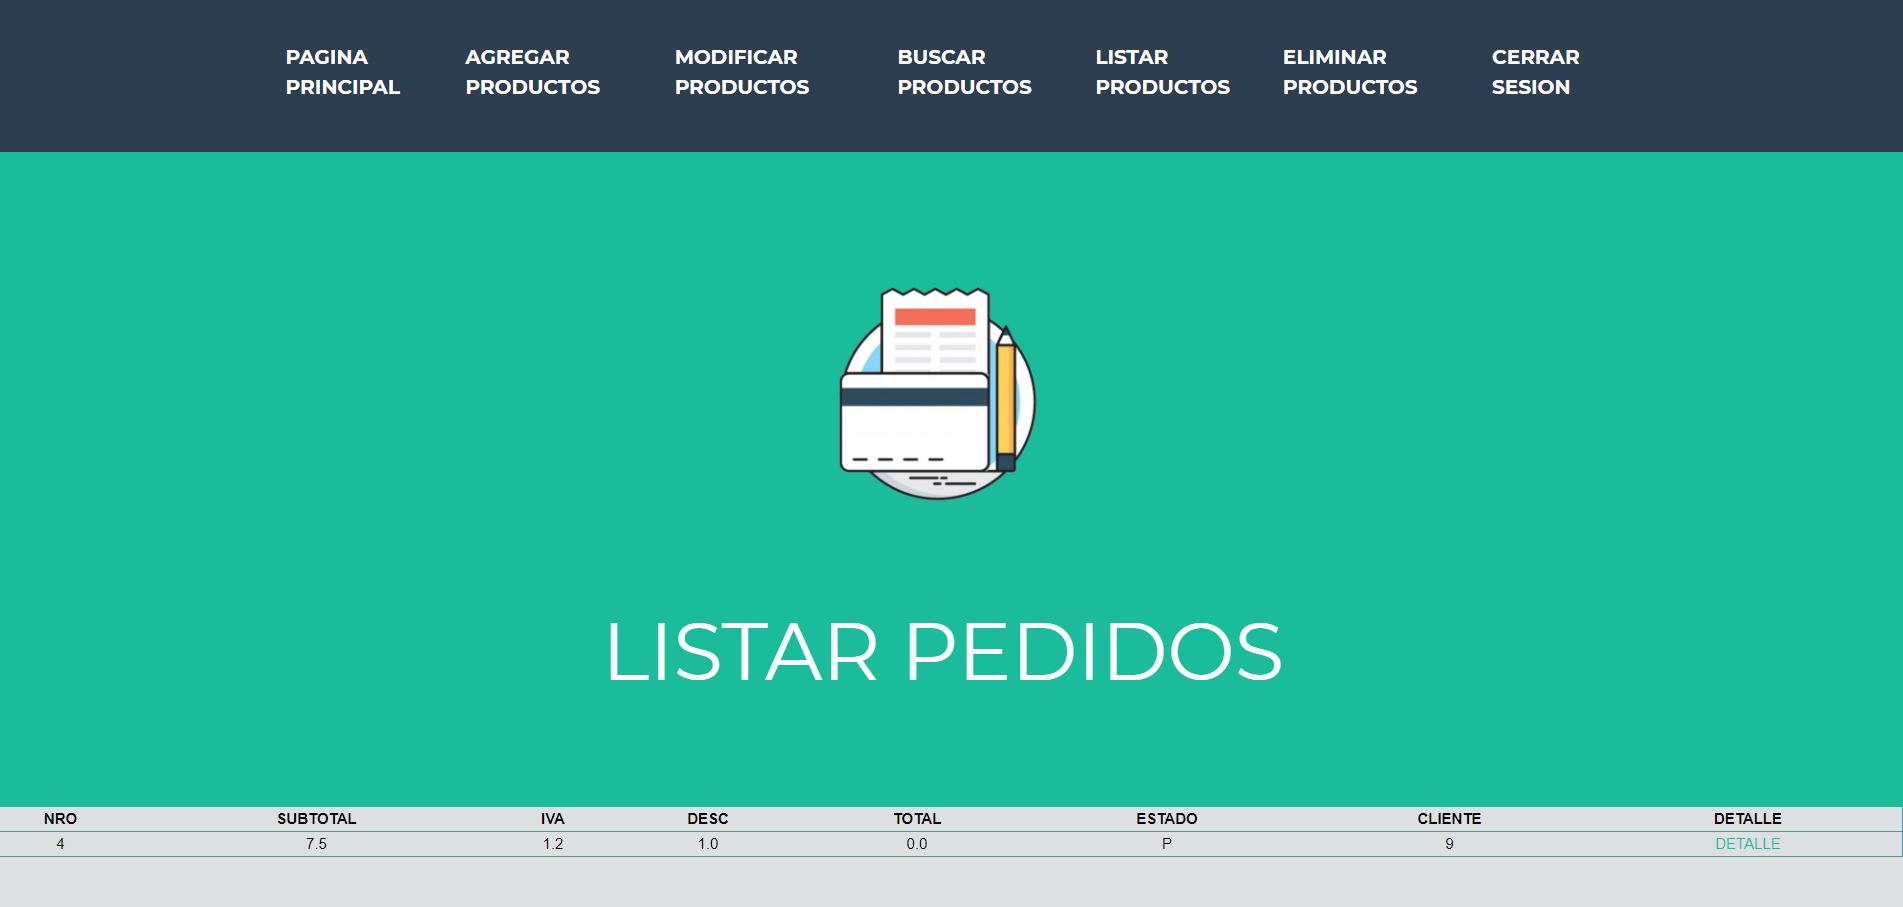 PAGINA PRINCIPAL
AGREGAR PRODUCTOS
MODIFICAR PRODUCTOS
BUSCAR PRODUCTOS
LISTAR PRODUCTOS
ELIMINAR PRODUCTOS
CERRAR SESION
LISTAR PEDIDOS
NRO SUBTOTAL IVA DESC TOTAL ESTADO CLIENTE DETALLE
4 7.5 1.2 1.0 0.0 P 9 DETALLE